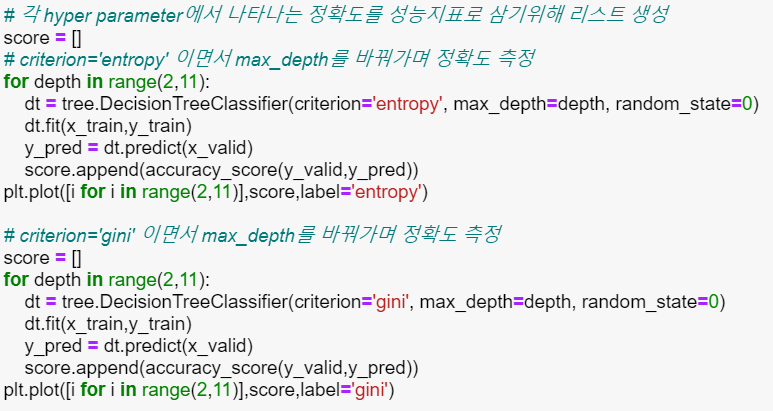 # 각 hyper parameter에서 나타나는 정확도를 성능지표로 삼기위해 리스트 생성
score = []
# criterion='entropy' 이면서 max_depth를 바꿔가며 정확도 측정
for depth in range(2,11):
    dt = tree.DecisionTreeClassifier(criterion='entropy', max_depth=depth, random_state=0)
    dt.fit(x_train,y_train)
    y_pred = dt.predict(x_valid)
    score.append(accuracy_score(y_valid,y_pred))
plt.plot([i for i in range(2,11)],score,label='entropy')
# criterion='gini' 이면서 max_depth를 바꿔가며 정확도 측정
score = []
for depth in range(2,11):
    dt = tree.DecisionTreeClassifier(criterion='gini', max_depth=depth, random_state=0)
    dt.fit(x_train,y_train)
    y_pred = dt.predict(x_valid)
    score.append(accuracy_score(y_valid,y_pred))
plt.plot([i for i in range(2,11)],score,label='gini')